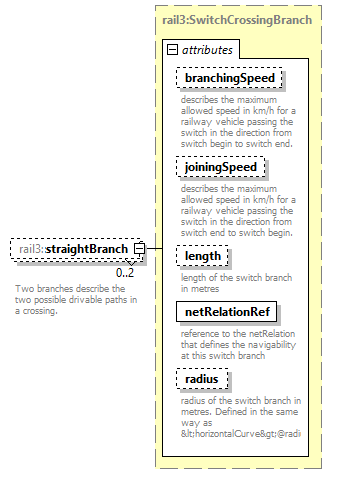 rail3:SwitchCrossingBranch
attributes
branchingSpeed
describes the maximum
allowed speed in km/h for a
railway vehicle passing the
switch in the direction from
switch begin to switch end.
joiningSpeed
describes the maximum
allowed speed in km/h for a
railway vehicle passing the
switch in the direction from
switch end to switch begin.
rail3::straightBranch
0..2
Two branches describe the
two possible drivable paths in
a crossing.
length
length of the switch branch
in metres
netRelationRef
reference to the netRelation
that defines the navigability
at this switch branch
radius
radius of the switch branch in
metres. Defined in the same
way as
&lt;horizontalCurve&gt;@radi